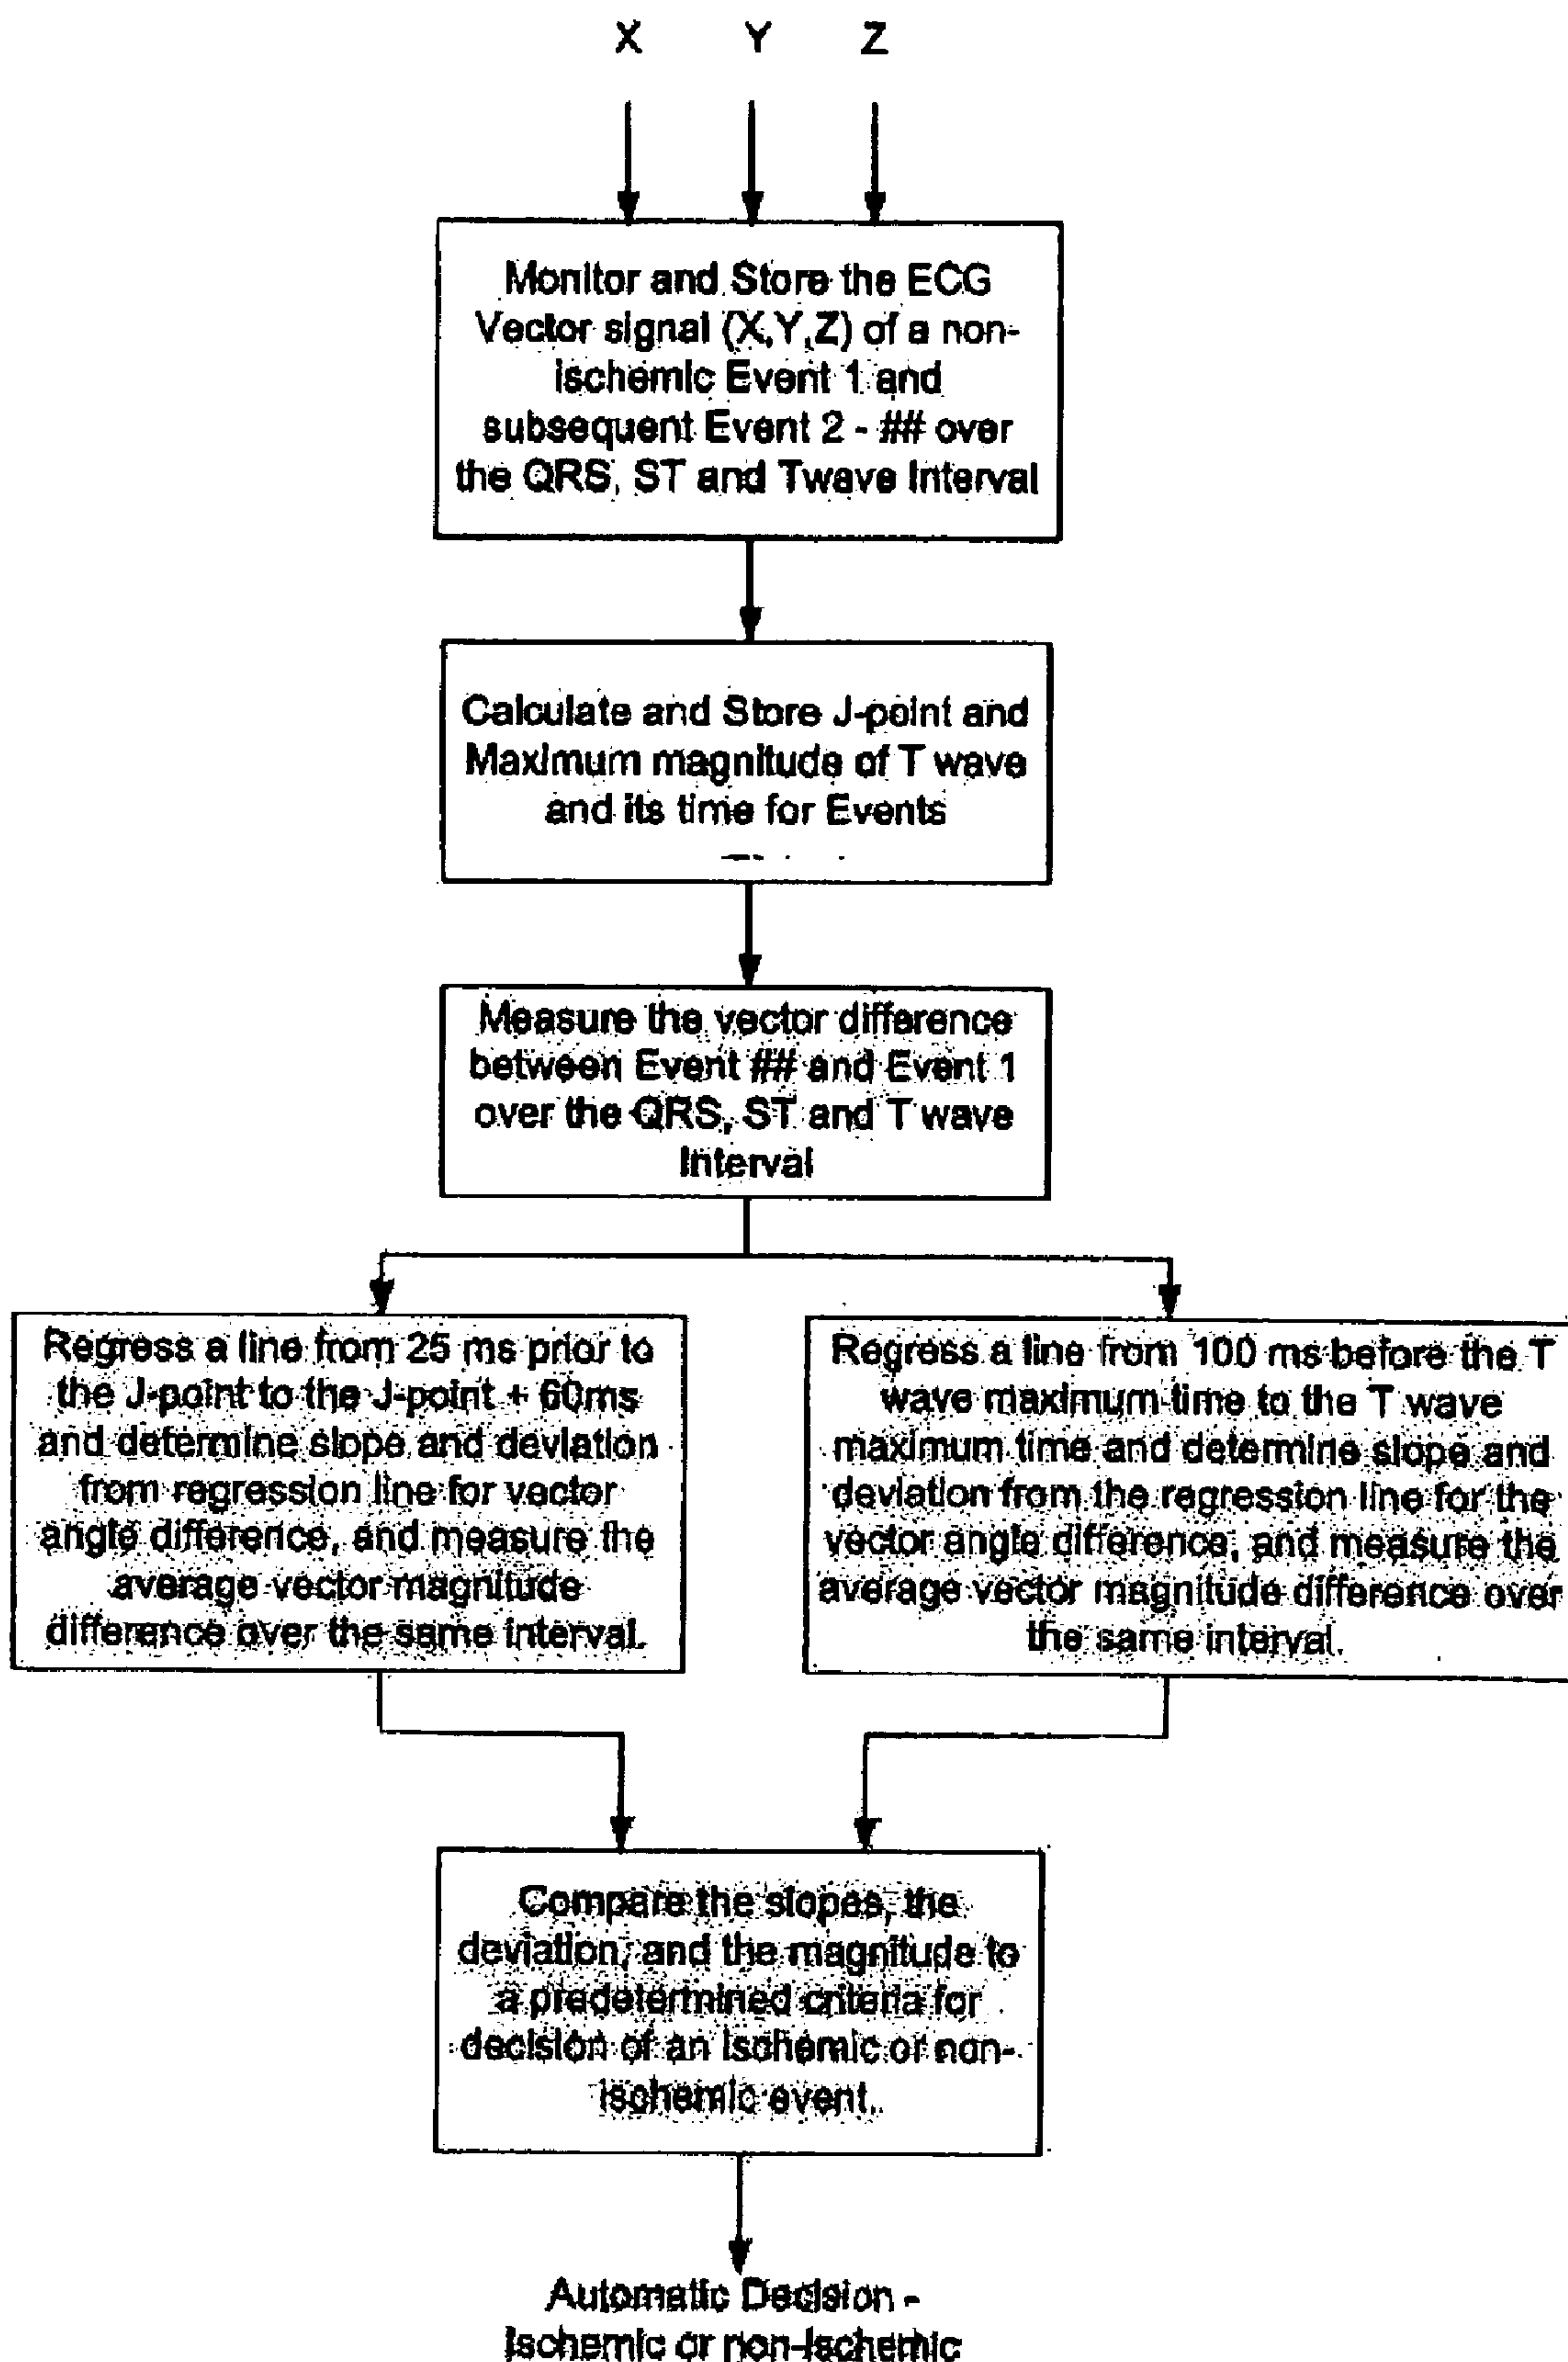 X Y Z
Monitor and Store the ECG
Vector signal (X,Y,Z) of a non-
ischemic Event 1 and
subsequent Event 2 - ## over
the QRS, ST and Twave Interval
Calculate and Store J-point and
Maximum magnitude of T wave
and its time for Events
Measure the vector difference
between Event ## and Event 1
over the QRS, ST and T wave
Interval
Regress a line from 25 ms prior to
the J-point to the J-point + 60ms
and determine slope and deviation
from regression line for vector
angle difference, and measure the
average vector magnitude
difference over the same interval.
Regress a line from 100 ms before the T
wave maximum time to the T wave
maximum time and determine slope and
deviation from the regression line for the
vector angle difference, and measure the
average vector magnitude difference over
the same interval.
Compare the slopes, the
deviation, and the magnitude to
a predetermined criteria for
decision of an ischemic or non-
ischemic event.
Automatic Decision -
Ischemic or non-Ischemic